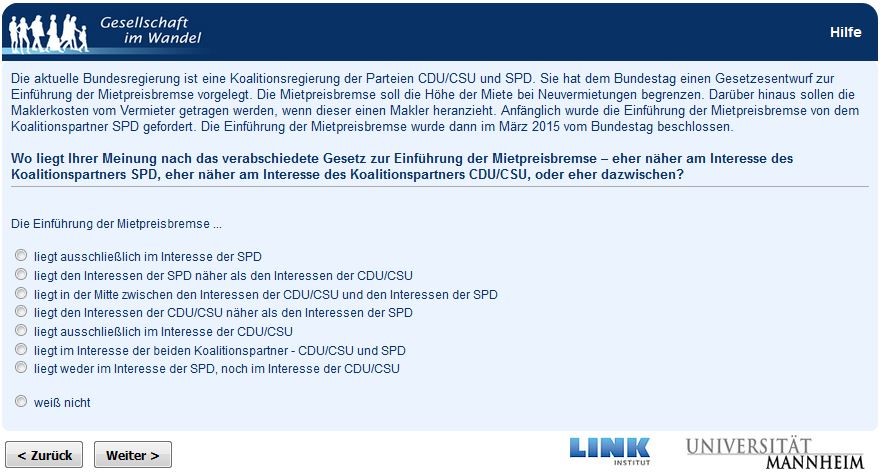 Gesellschaft
im Wandel
Hilfe
Die aktuelle Bundesregierung ist eine Koalitionsregierung der Parteien CDU/CSU und SPD. Sie hat dem Bundestag einen Gesetzesentwurf zur
Einführung der Mietpreisbremse vorgelegt. Die Mietpreisbremse soll die Höhe der Miete bei Neuvermietungen begrenzen. Darüber hinaus sollen die
Maklerkosten vom Vermieter getragen werden, wenn dieser einen Makler heranzieht. Anfänglich wurde die Einführung der Mietpreisbremse von dem
Koalitionspartner SPD gefordert. Die Einführung der Mietpreisbremse wurde dann im März 2015 vom Bundestag beschlossen.
Wo liegt Ihrer Meinung nach das verabschiedete Gesetz zur Einführung der Mietpreisbremse – eher näher am Interesse des
Koalitionspartners SPD, eher näher am Interesse des Koalitionspartners CDU/CSU, oder eher dazwischen?
Die Einführung der Mietpreisbremse ...
liegt ausschließlich im Interesse der SPD
liegt den Interessen der SPD näher als den Interessen der CDU/CSU
liegt in der Mitte zwischen den Interessen der CDU/CSU und den Interessen der SPD
liegt den Interessen der CDU/CSU näher als den Interessen der SPD
liegt ausschließlich im Interesse der CDU/CSU
liegt im Interesse der beiden Koalitionspartner - CDU/CSU und SPD
liegt weder im Interesse der SPD, noch im Interesse der CDU/CSU
weiß nicht
< Zurück
Weiter >
LINK
INSTITUT
UNIVERSITÄT
MANNHEIM